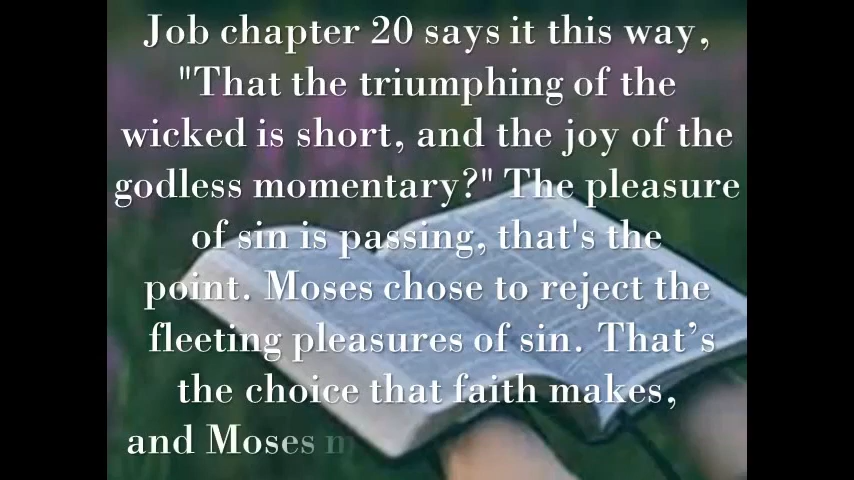 Job chapter 20 says it this way,
"That the triumphing of the
wicked is short, and the joy of the
godless momentary?" The pleasure
of sin is passing, that's the
point. Moses chose to reject the
fleeting pleasures of sin. That’s
the choice that faith makes,
and Moses